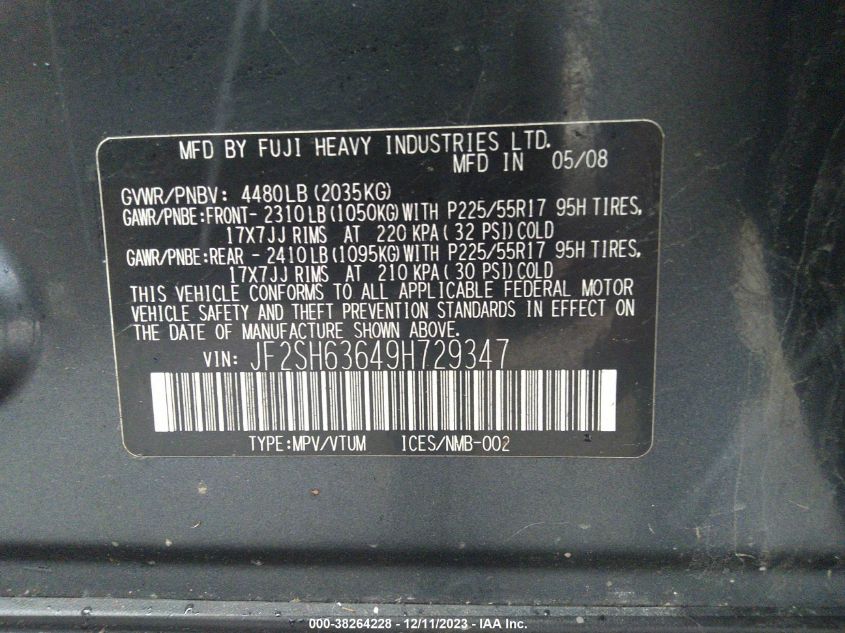 MFD BY FUJI HEAVY INDUSTRIES LTD.
MFD IN 05/08
GVWR/PNBV: 4480LB (2035KG)
GAWR/PNBE:FRONT- 2310 LB (1050KG) WITH P225/55R17 95H TIRES,
17X7JJ RIMS AT 220 KPA ( 32 PSI) COLD
GAWR/PNBE:REAR - 2410 LB (1095KG) WITH P225/55R17 95H TIRES,
17X7JJ RIMS AT 210 KPA ( 30 PSI) COLD
THIS VEHICLE CONFORMS TO ALL APPLICABLE FEDERAL MOTOR
VEHICLE SAFETY AND THEFT PREVENTION STANDARDS IN EFFECT ON
THE DATE OF MANUFACTURE SHOWN ABOVE.
VIN: JF2SH63649H729347
TYPE:MPV/VTUM ICES/NMB-002
000-38264228 - 12/11/2023 - IAA Inc.